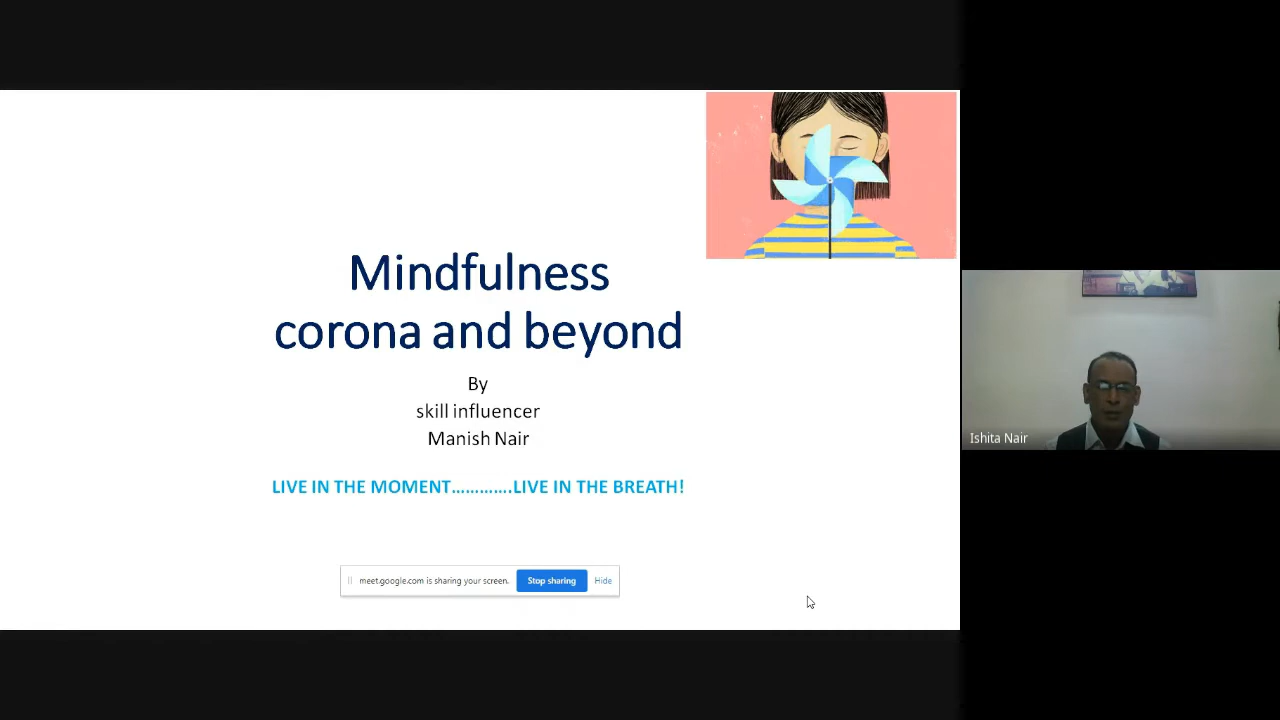 Mindfulness
corona and beyond
By
skill influencer
Manish Nair
LIVE IN THE MOMENT………….LIVE IN THE BREATH!
meet.google.com is sharing your screen. Stop sharing Hide
Ishita Nair